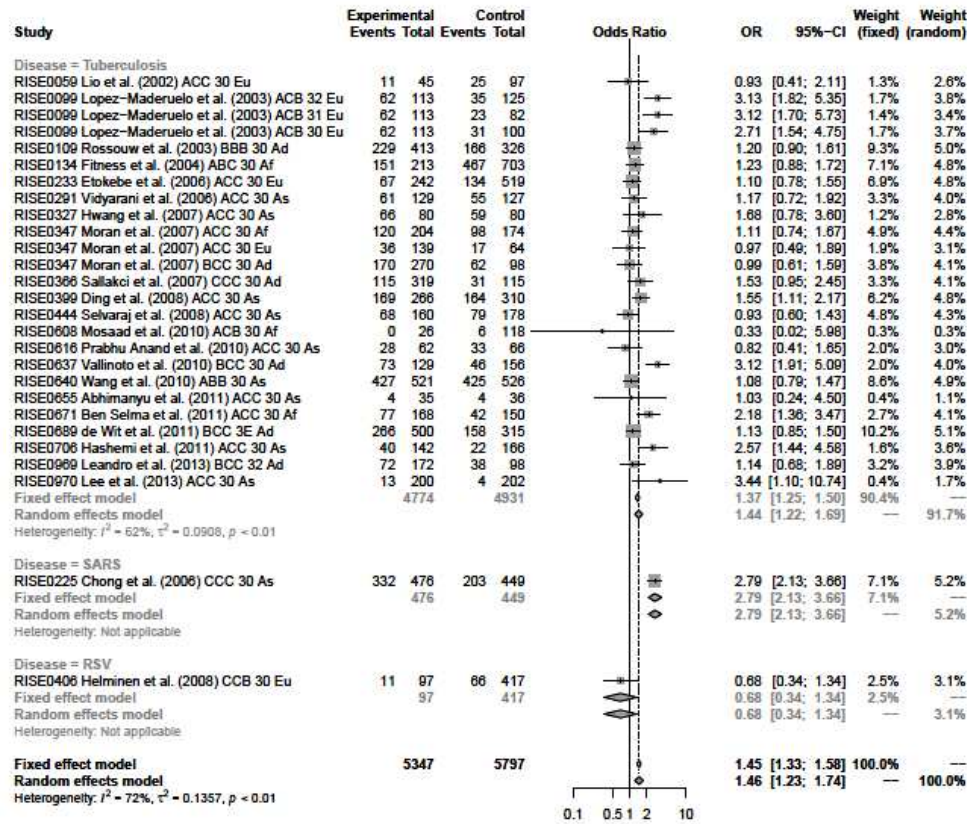 Experimental Control Weight Weight
Study Events Total Events Total Odds Ratio OR 95%-CI (fixed) (random)
Disease = Tuberculosis
RISE0059 Lio et al. (2002) ACC 30 Eu 11 45 25 97 0.93 [0.41; 2.11] 1.3% 2.6%
RISE0099 Lopez-Maderuelo et al. (2003) ACB 32 Eu 62 113 35 125 3.13 [1.82; 5.35] 1.7% 3.8%
RISE0099 Lopez-Maderuelo et al. (2003) ACB 31 Eu 62 113 23 82 3.12 [1.70; 5.73] 1.4% 3.4%
RISE0099 Lopez-Maderuelo et al. (2003) ACB 30 Eu 62 113 31 100 2.71 [1.54; 4.75] 1.7% 3.7%
RISE0109 Rossouw et al. (2003) BBB 30 Ad 229 413 166 326 1.20 [0.90; 1.61] 9.3% 5.0%
RISE0134 Fitness et al. (2004) ABC 30 Af 151 213 467 703 1.23 [0.88; 1.72] 7.1% 4.8%
RISE0233 Etokebe et al. (2006) ACC 30 Eu 67 242 134 519 1.10 [0.78; 1.55] 6.9% 4.8%
RISE0291 Vidyarani et al. (2006) ACC 30 As 61 129 55 127 1.17 [0.72; 1.92] 3.6% 4.0%
RISE0327 Hwang et al. (2007) ACC 30 As 66 80 59 80 1.68 [0.78; 3.60] 1.2% 2.8%
RISE0347 Moran et al. (2007) ACC 30 Af 120 204 98 174 1.11 [0.74; 1.67] 4.9% 4.4%
RISE0347 Moran et al. (2007) ACC 30 Eu 36 139 17 64 0.97 [0.49; 1.89] 1.9% 3.1%
RISE0347 Moran et al. (2007) BCC 30 Ad 170 270 62 98 0.99 [0.61; 1.59] 3.8% 4.1%
RISE0366 Sallakci et al. (2007) CCC 30 Ad 115 319 31 115 1.53 [0.95; 2.45] 3.3% 4.1%
RISE0399 Ding et al. (2008) ACC 30 As 169 266 164 310 1.55 [1.11; 2.17] 6.2% 4.8%
RISE0444 Selvaraj et al. (2008) ACC 30 As 68 160 79 178 0.93 [0.60; 1.43] 4.8% 4.3%
RISE0608 Mosaad et al. (2010) ACB 30 Af 0 26 6 118 0.33 [0.02; 5.98] 0.3% 0.3%
RISE0616 Prabhu Anand et al. (2010) ACC 30 As 28 62 33 66 0.82 [0.41; 1.65] 2.0% 3.0%
RISE0637 Vallinoto et al. (2010) BCC 30 Ad 73 129 46 156 3.12 [1.91; 5.09] 2.0% 4.0%
RISE0640 Wang et al. (2010) ABB 30 As 427 521 425 526 1.08 [0.79; 1.47] 8.6% 4.9%
RISE0655 Abhimanyu et al. (2011) ACC 30 As 4 35 4 36 1.03 [0.24; 4.50] 0.4% 1.1%
RISE0671 Ben Selma et al. (2011) ACC 30 Af 77 168 42 150 2.18 [1.36; 3.47] 2.7% 4.1%
RISE0689 de Wit et al. (2011) BCC 3E Ad 266 500 158 315 1.13 [0.85; 1.50] 10.2% 5.1%
RISE0706 Hashemi et al. (2011) ACC 30 As 40 142 22 166 2.57 [1.44; 4.58] 1.6% 3.6%
RISE0969 Leandro et al. (2013) BCC 32 Ad 72 172 38 98 1.14 [0.68; 1.89] 3.2% 3.9%
RISE0970 Lee et al. (2013) ACC 30 As 13 200 4 202 3.44 [1.10; 10.74] 0.4% 1.7%
Fixed effect model 4774 4931 1.37 [1.25; 1.50] 90.4% --
Random effects model 1.44 [1.22; 1.69] -- 91.7%
Heterogeneity: I² = 62%, τ² = 0.0908, p < 0.01
Disease = SARS
RISE0225 Chong et al. (2006) CCC 30 As 332 476 203 449 2.79 [2.13; 3.66] 7.1% 5.2%
Fixed effect model 476 449 2.79 [2.13; 3.66] 7.1% --
Random effects model 2.79 [2.13; 3.66] -- 5.2%
Heterogeneity: Not applicable
Disease = RSV
RISE0406 Helminen et al. (2008) CCB 30 Eu 11 97 66 417 0.68 [0.34; 1.34] 2.5% 3.1%
Fixed effect model 97 417 0.68 [0.34; 1.34] 2.5% --
Random effects model 0.68 [0.34; 1.34] -- 3.1%
Heterogeneity: Not applicable
Fixed effect model 5347 5797 1.45 [1.33; 1.58] 100.0% --
Random effects model 1.46 [1.23; 1.74] -- 100.0%
Heterogeneity: I² = 72%, τ² = 0.1357, p < 0.01
0.1 0.5 1 2 10